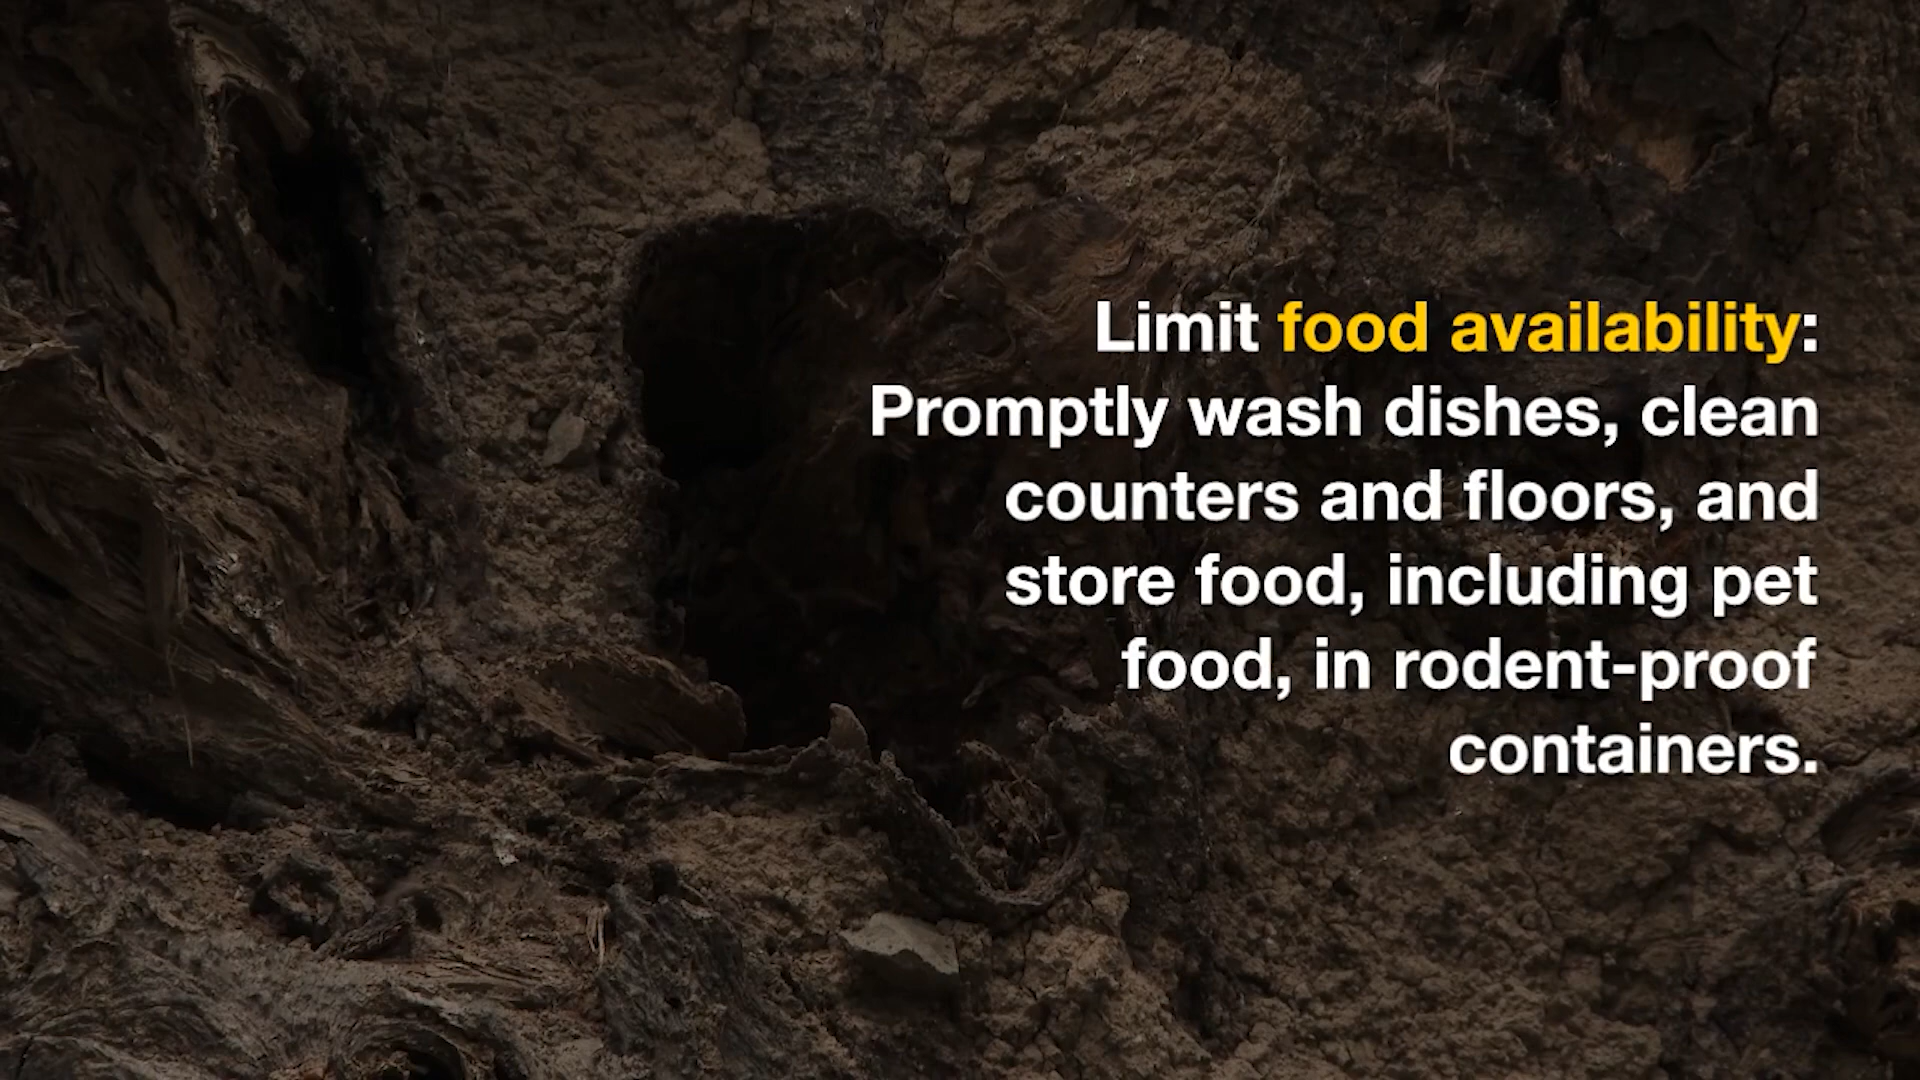 Limit food availability:
Promptly wash dishes, clean
counters and floors, and
store food, including pet
food, in rodent-proof
containers.